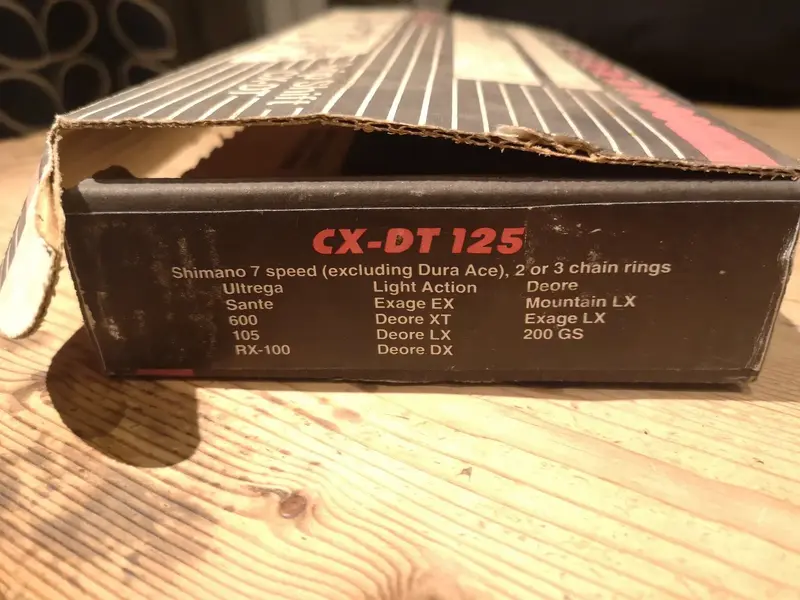 CX-DT 125
Shimano 7 speed (excluding Dura Ace), 2 or 3 chain rings
Ultrega Light Action Deore
Sante Exage EX Mountain LX
600 Deore XT Exage LX
105 Deore LX 200 GS
RX-100 Deore DX